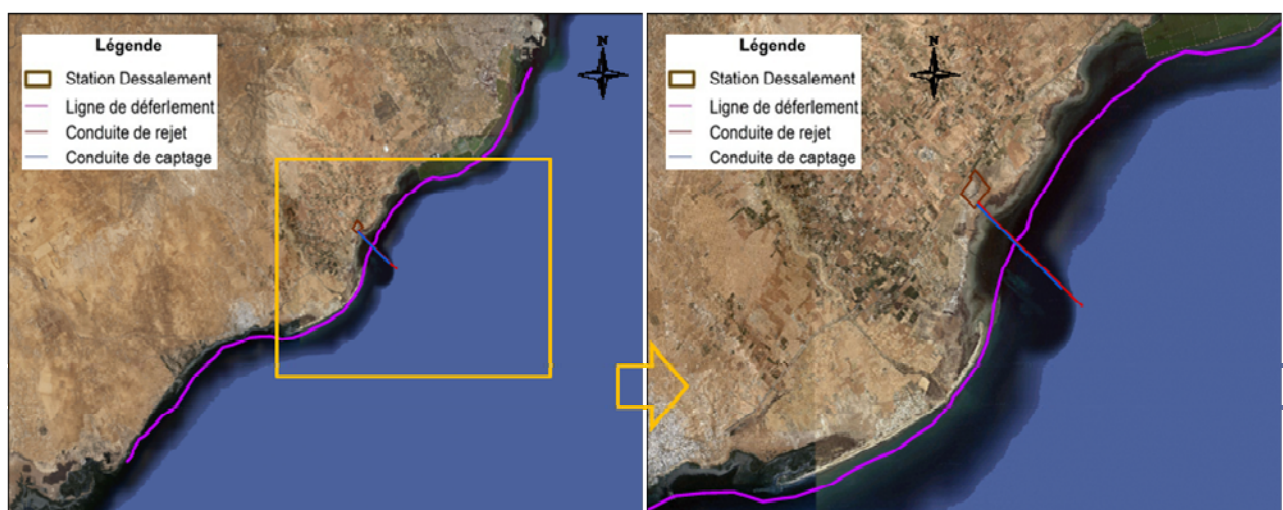 Légende
Station Dessalement
Ligne de déferlement
Conduite de rejet
Conduite de captage
N
Légende
Station Dessalement
Ligne de déferlement
Conduite de rejet
Conduite de captage
N